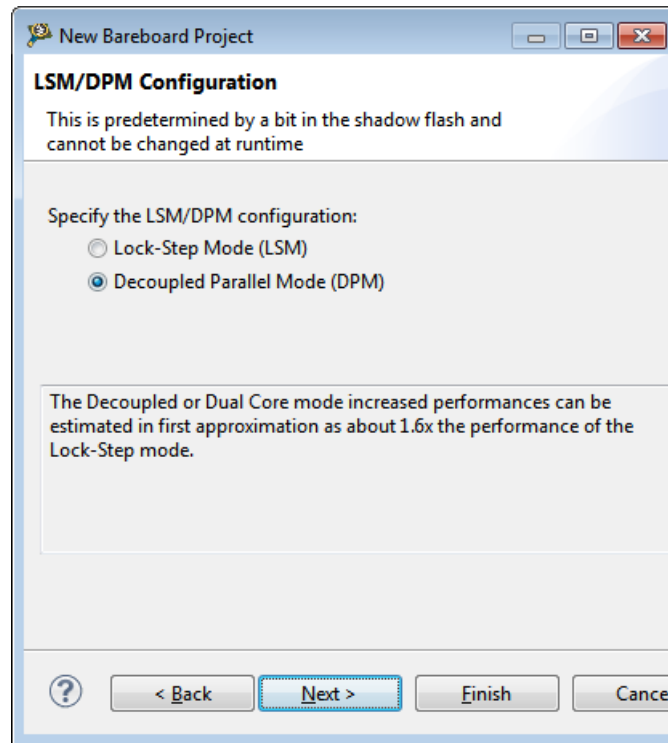 New Bareboard Project
LSM/DPM Configuration
This is predetermined by a bit in the shadow flash and
cannot be changed at runtime
Specify the LSM/DPM configuration:
Lock-Step Mode (LSM)
Decoupled Parallel Mode (DPM)
The Decoupled or Dual Core mode increased performances can be
estimated in first approximation as about 1.6x the performance of the
Lock-Step mode.
? < Back Next > Finish Cance